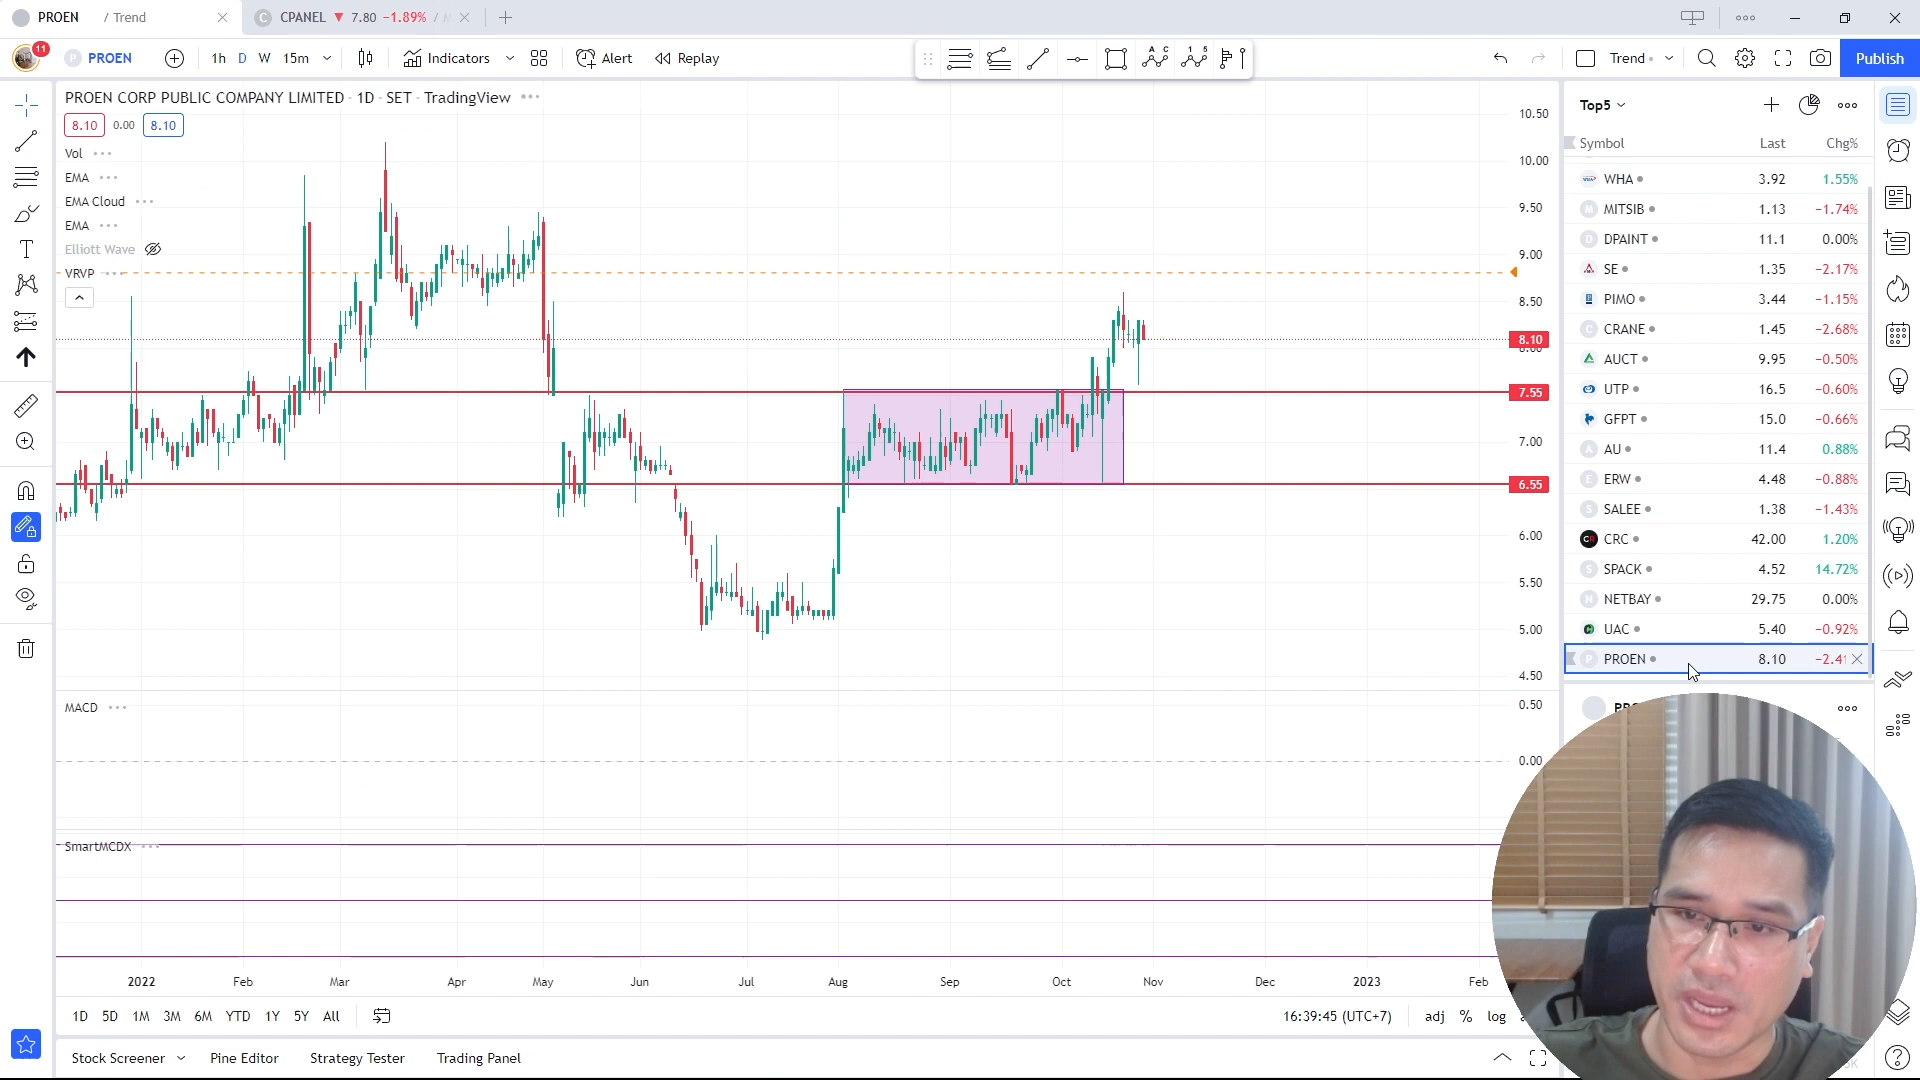 PROEN / Trend
CPANEL ▼ 7.80 −1.89% /
11
PROEN 1h D W 15m Indicators Alert Replay
Trend Publish
PROEN CORP PUBLIC COMPANY LIMITED · 1D · SET · TradingView
8.10 0.00 8.10
Vol
EMA
EMA Cloud
EMA
Elliott Wave
VRVP
10.50
10.00
9.50
9.00
8.50
8.10
8.00
7.55
7.00
6.55
6.00
5.50
5.00
4.50
MACD
0.50
0.00
SmartMCDX
2022 Feb Mar Apr May Jun Jul Aug Sep Oct Nov Dec 2023 Feb
1D 5D 1M 3M 6M YTD 1Y 5Y All
16:39:45 (UTC+7) adj % log
Stock Screener Pine Editor Strategy Tester Trading Panel
Top5
Symbol Last Chg%
WHA 3.92 1.55%
MITSIB 1.13 −1.74%
DPAINT 11.1 0.00%
SE 1.35 −2.17%
PIMO 3.44 −1.15%
CRANE 1.45 −2.68%
AUCT 9.95 −0.50%
UTP 16.5 −0.60%
GFPT 15.0 −0.66%
AU 11.4 0.88%
ERW 4.48 −0.88%
SALEE 1.38 −1.43%
CRC 42.00 1.20%
SPACK 4.52 14.72%
NETBAY 29.75 0.00%
UAC 5.40 −0.92%
PROEN 8.10 −2.41